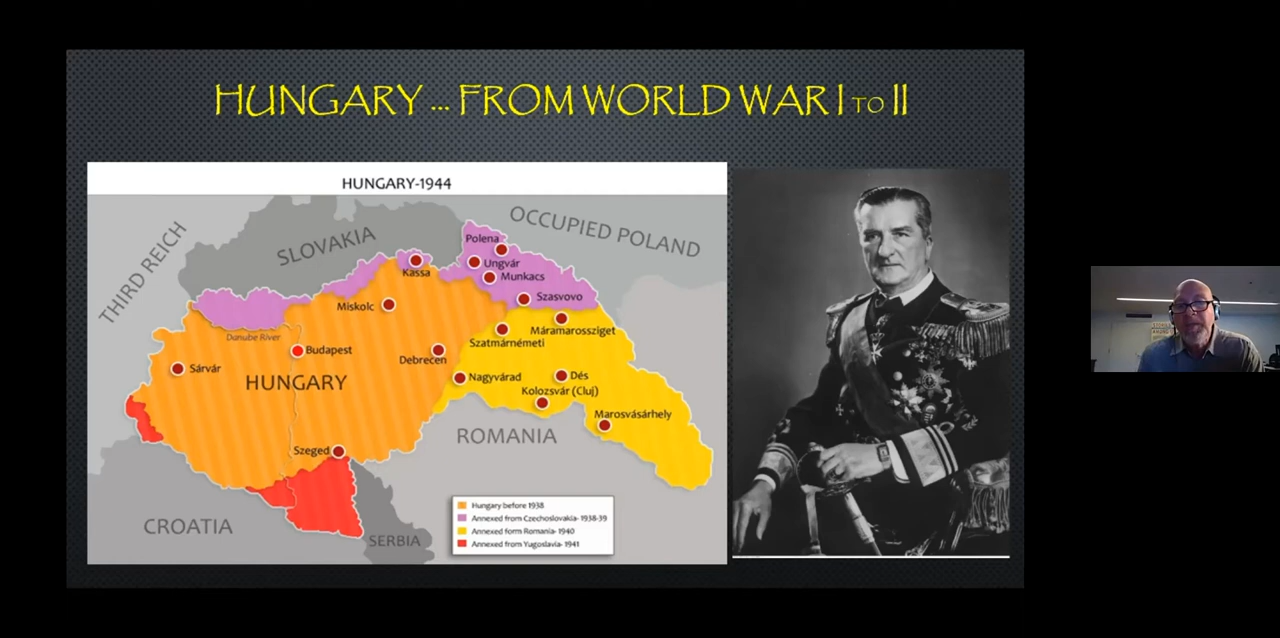 HUNGARY ... FROM WORLD WAR I TO II
HUNGARY-1944
THIRD REICH
SLOVAKIA
OCCUPIED POLAND
Polena
Ungvár
Kassa
Munkacs
Szasvovo
Miskolc
Máramarossziget
Danube River
Szatmárnémeti
Budapest
Debrecen
Sárvár
HUNGARY
Nagyvárad
Dés
Kolozsvár (Cluj)
Marosvásárhely
ROMANIA
Szeged
CROATIA
SERBIA
Hungary before 1938
Annexed from Czechoslovakia- 1938-39
Annexed form Romania- 1940
Annexed from Yugoslavia- 1941